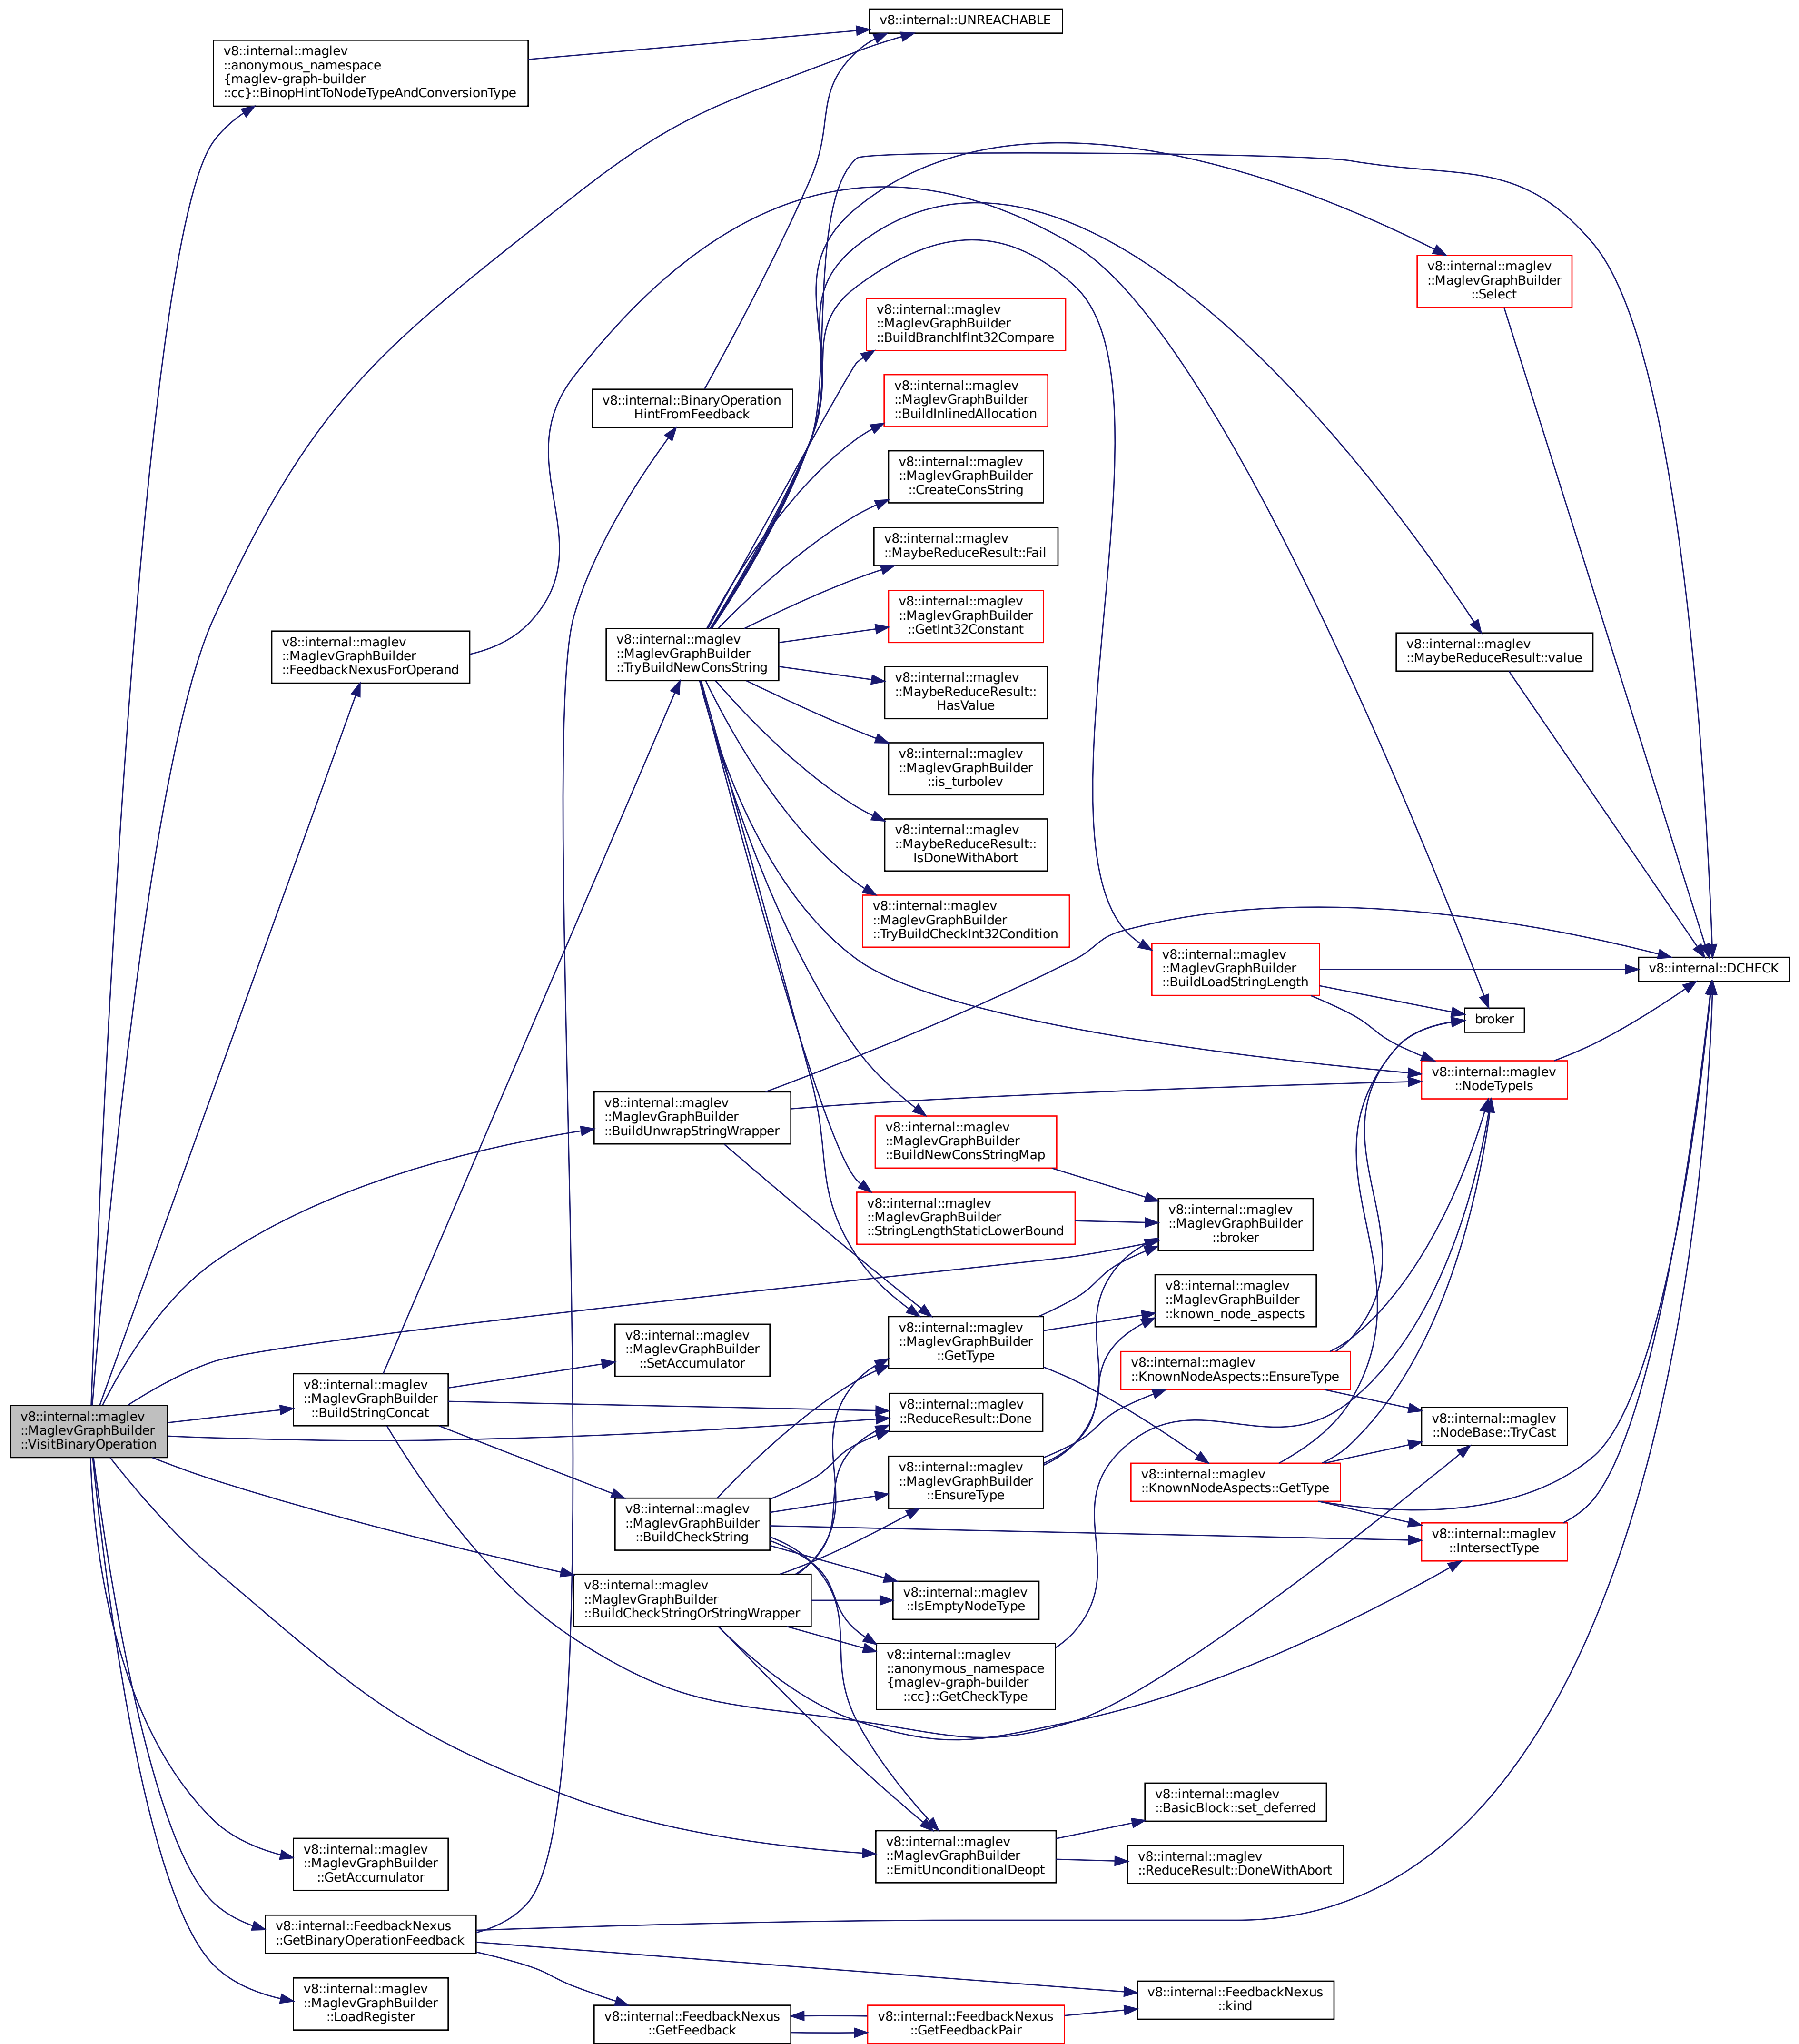 v8::internal::UNREACHABLE
v8::internal::maglev
::anonymous_namespace
{maglev-graph-builder
::cc}::BinopHintToNodeTypeAndConversionType
v8::internal::maglev
::MaglevGraphBuilder
::Select
v8::internal::maglev
::MaglevGraphBuilder
::BuildBranchIfInt32Compare
v8::internal::maglev
::MaglevGraphBuilder
::BuildInlinedAllocation
v8::internal::BinaryOperation
HintFromFeedback
v8::internal::maglev
::MaglevGraphBuilder
::CreateConsString
v8::internal::maglev
::MaybeReduceResult::Fail
v8::internal::maglev
::MaglevGraphBuilder
::GetInt32Constant
v8::internal::maglev
::MaglevGraphBuilder
::FeedbackNexusForOperand
v8::internal::maglev
::MaglevGraphBuilder
::TryBuildNewConsString
v8::internal::maglev
::MaybeReduceResult::value
v8::internal::maglev
::MaybeReduceResult::
HasValue
v8::internal::maglev
::MaglevGraphBuilder
::is_turbolev
v8::internal::maglev
::MaybeReduceResult::
IsDoneWithAbort
v8::internal::maglev
::MaglevGraphBuilder
::TryBuildCheckInt32Condition
v8::internal::maglev
::MaglevGraphBuilder
::BuildLoadStringLength
v8::internal::DCHECK
broker
v8::internal::maglev
::NodeTypeIs
v8::internal::maglev
::MaglevGraphBuilder
::BuildUnwrapStringWrapper
v8::internal::maglev
::MaglevGraphBuilder
::BuildNewConsStringMap
v8::internal::maglev
::MaglevGraphBuilder
::StringLengthStaticLowerBound
v8::internal::maglev
::MaglevGraphBuilder
::broker
v8::internal::maglev
::MaglevGraphBuilder
::known_node_aspects
v8::internal::maglev
::MaglevGraphBuilder
::SetAccumulator
v8::internal::maglev
::MaglevGraphBuilder
::GetType
v8::internal::maglev
::KnownNodeAspects::EnsureType
v8::internal::maglev
::MaglevGraphBuilder
::VisitBinaryOperation
v8::internal::maglev
::MaglevGraphBuilder
::BuildStringConcat
v8::internal::maglev
::ReduceResult::Done
v8::internal::maglev
::NodeBase::TryCast
v8::internal::maglev
::MaglevGraphBuilder
::EnsureType
v8::internal::maglev
::KnownNodeAspects::GetType
v8::internal::maglev
::MaglevGraphBuilder
::BuildCheckString
v8::internal::maglev
::IntersectType
v8::internal::maglev
::MaglevGraphBuilder
::BuildCheckStringOrStringWrapper
v8::internal::maglev
::IsEmptyNodeType
v8::internal::maglev
::anonymous_namespace
{maglev-graph-builder
::cc}::GetCheckType
v8::internal::maglev
::BasicBlock::set_deferred
v8::internal::maglev
::MaglevGraphBuilder
::GetAccumulator
v8::internal::maglev
::MaglevGraphBuilder
::EmitUnconditionalDeopt
v8::internal::maglev
::ReduceResult::DoneWithAbort
v8::internal::FeedbackNexus
::GetBinaryOperationFeedback
v8::internal::maglev
::MaglevGraphBuilder
::LoadRegister
v8::internal::FeedbackNexus
::GetFeedback
v8::internal::FeedbackNexus
::GetFeedbackPair
v8::internal::FeedbackNexus
::kind